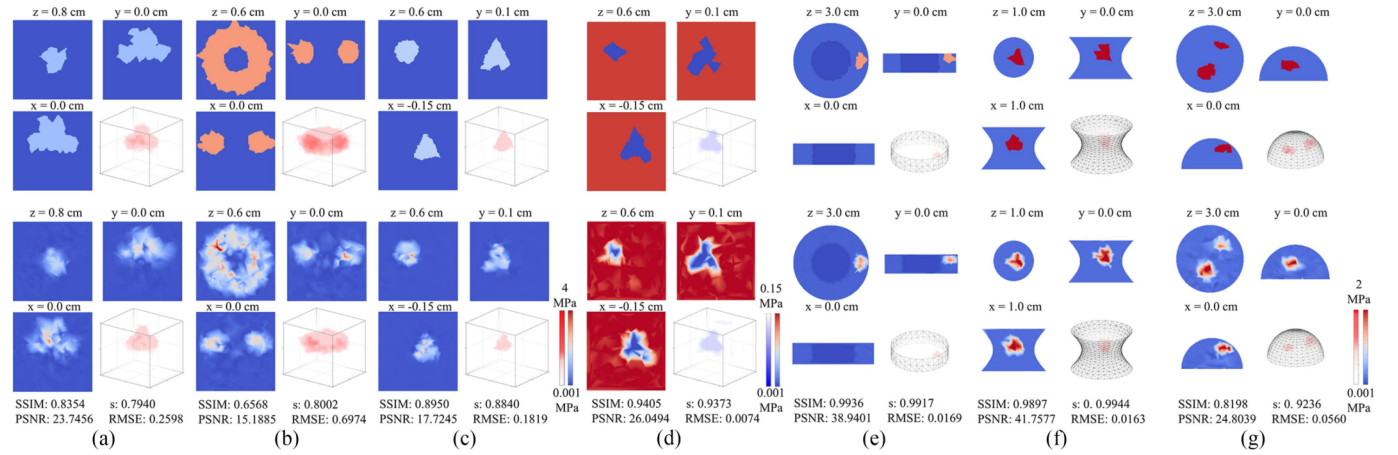 z = 0.8 cm y = 0.0 cm z = 0.6 cm y = 0.0 cm z = 0.6 cm y = 0.1 cm z = 0.6 cm y = 0.1 cm z = 3.0 cm y = 0.0 cm z = 1.0 cm y = 0.0 cm z = 3.0 cm y = 0.0 cm
x = 0.0 cm x = 0.0 cm x = -0.15 cm x = -0.15 cm x = 0.0 cm x = 1.0 cm x = 0.0 cm
z = 0.8 cm y = 0.0 cm z = 0.6 cm y = 0.0 cm z = 0.6 cm y = 0.1 cm z = 0.6 cm y = 0.1 cm z = 3.0 cm y = 0.0 cm z = 1.0 cm y = 0.0 cm z = 3.0 cm y = 0.0 cm
4 0.15 2
MPa MPa MPa
x = 0.0 cm x = 0.0 cm x = -0.15 cm x = -0.15 cm x = 0.0 cm x = 1.0 cm x = 0.0 cm
0.001 0.001 0.001
MPa MPa MPa
SSIM: 0.8354 s: 0.7940 SSIM: 0.6568 s: 0.8002 SSIM: 0.8950 s: 0.8840 SSIM: 0.9405 s: 0.9373 SSIM: 0.9936 s: 0.9917 SSIM: 0.9897 s: 0. 0.9944 SSIM: 0.8198 s: 0. 9236
PSNR: 23.7456 RMSE: 0.2598 PSNR: 15.1885 RMSE: 0.6974 PSNR: 17.7245 RMSE: 0.1819 PSNR: 26.0494 RMSE: 0.0074 PSNR: 38.9401 RMSE: 0.0169 PSNR: 41.7577 RMSE: 0.0163 PSNR: 24.8039 RMSE: 0.0560
(a) (b) (c) (d) (e) (f) (g)